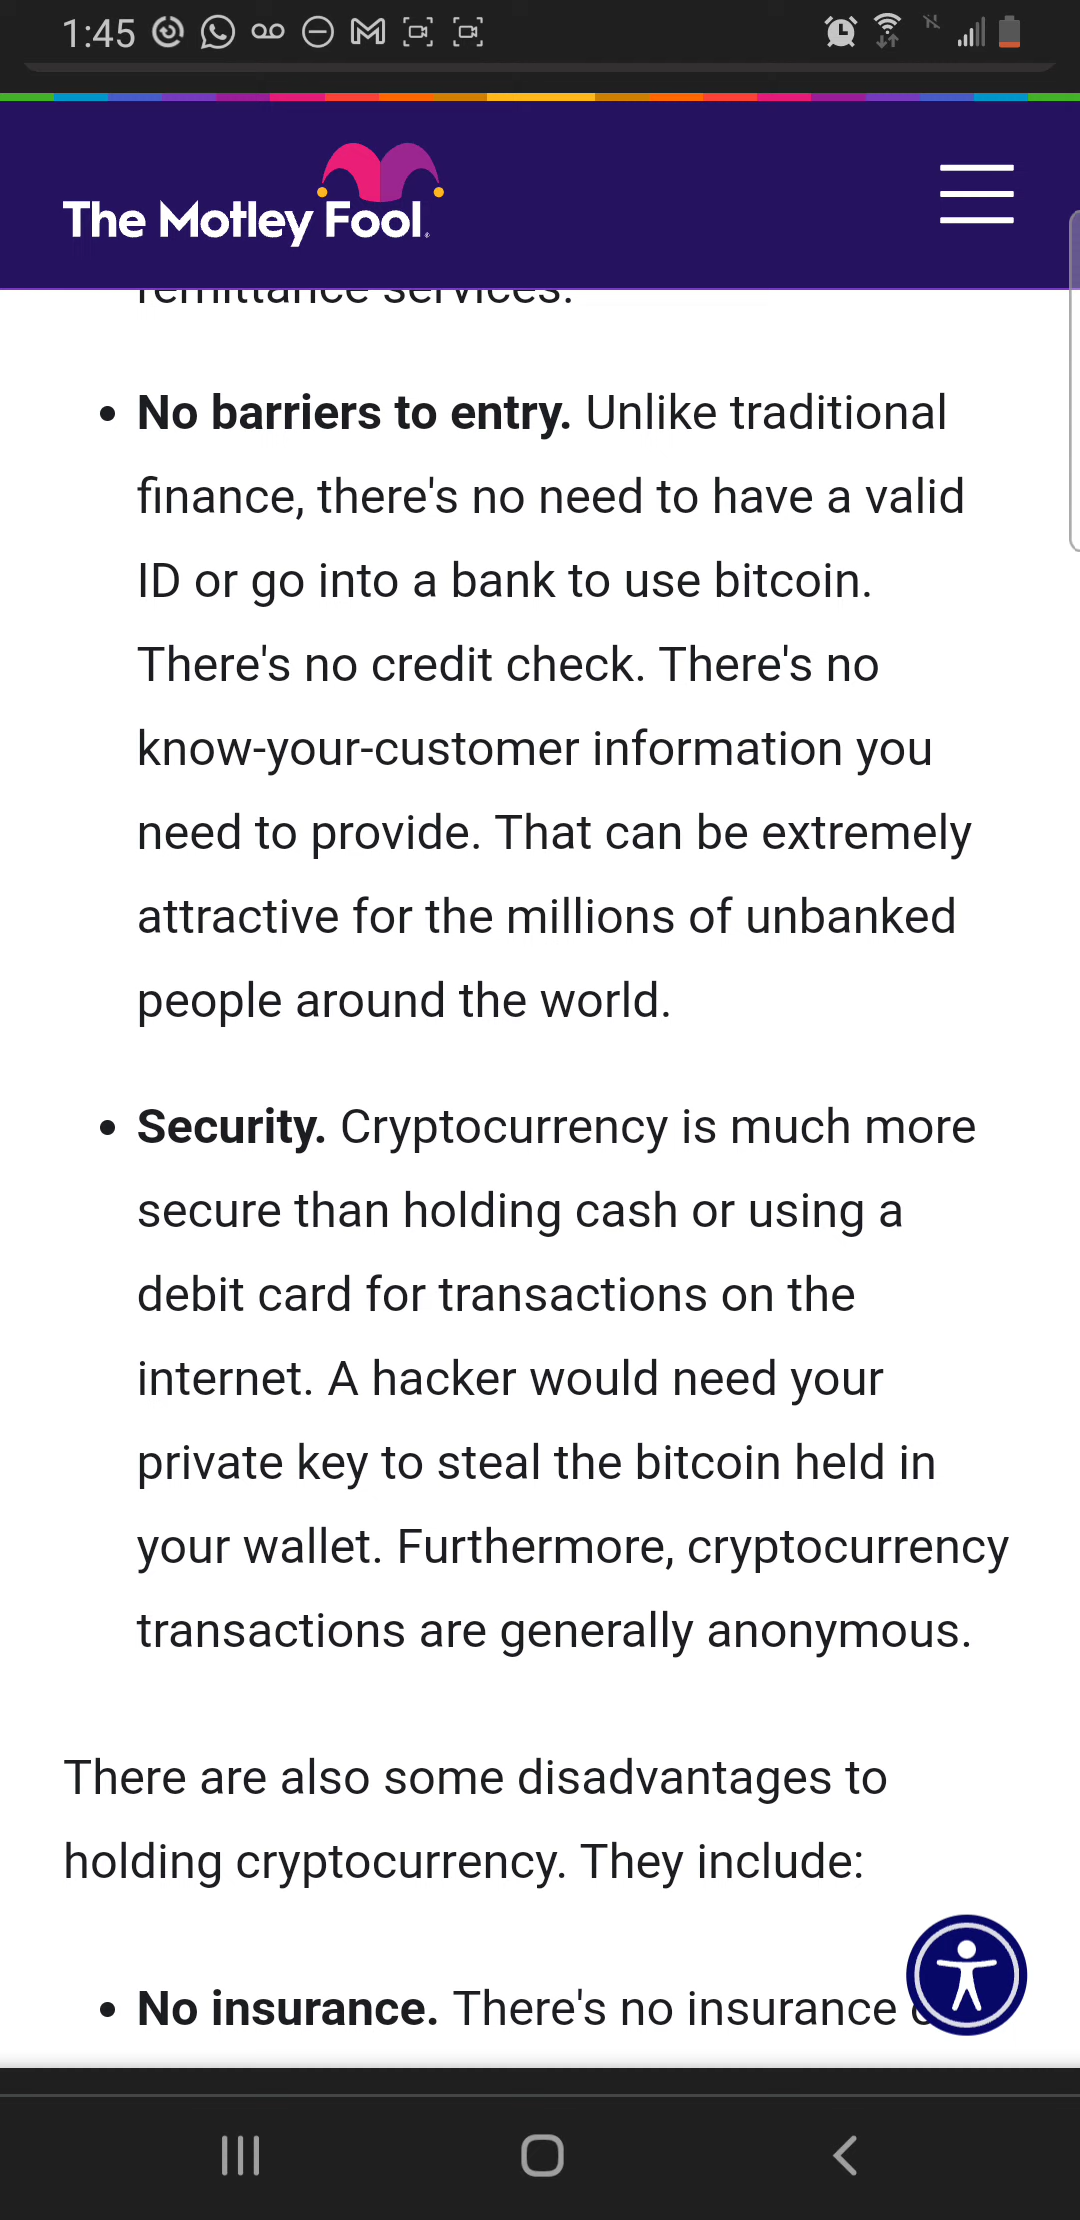 1:45
The Motley Fool
remittance services.
• No barriers to entry. Unlike traditional
finance, there's no need to have a valid
ID or go into a bank to use bitcoin.
There's no credit check. There's no
know-your-customer information you
need to provide. That can be extremely
attractive for the millions of unbanked
people around the world.
• Security. Cryptocurrency is much more
secure than holding cash or using a
debit card for transactions on the
internet. A hacker would need your
private key to steal the bitcoin held in
your wallet. Furthermore, cryptocurrency
transactions are generally anonymous.
There are also some disadvantages to
holding cryptocurrency. They include:
• No insurance. There's no insurance